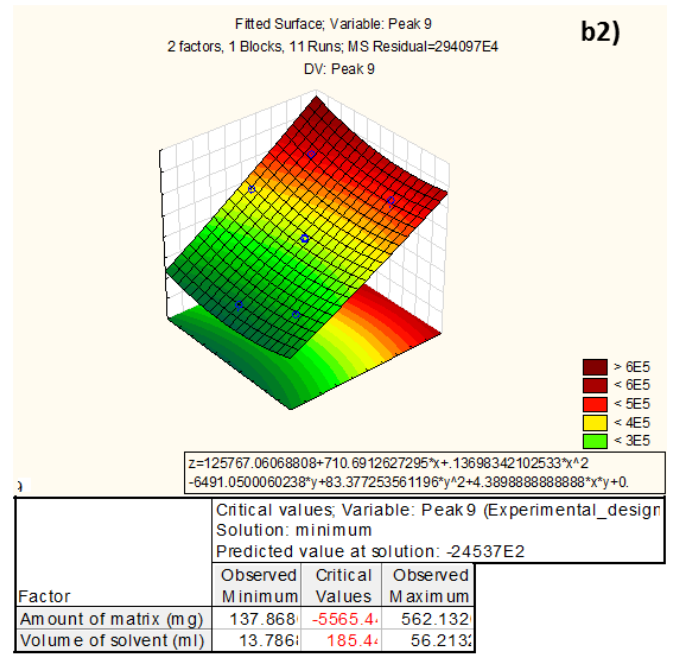 Fitted Surface; Variable: Peak 9
2 factors, 1 Blocks, 11 Runs; MS Residual=294097E4
DV: Peak 9
b2)
> 6E5
< 6E5
< 5E5
< 4E5
< 3E5
z=125767.06068808+710.6912627295*x+.13698342102533*x^2
-6491.0500060238*y+83.377253561196*y^2+4.3898888888888*x*y+0.
Critical values; Variable: Peak 9 (Experimental_design
Solution: minimum
Predicted value at solution: -24537E2
Factor Observed Minimum Critical Values Observed Maximum
Amount of matrix (mg) 137.868 -5565.4 562.132
Volume of solvent (ml) 13.786 185.4 56.213